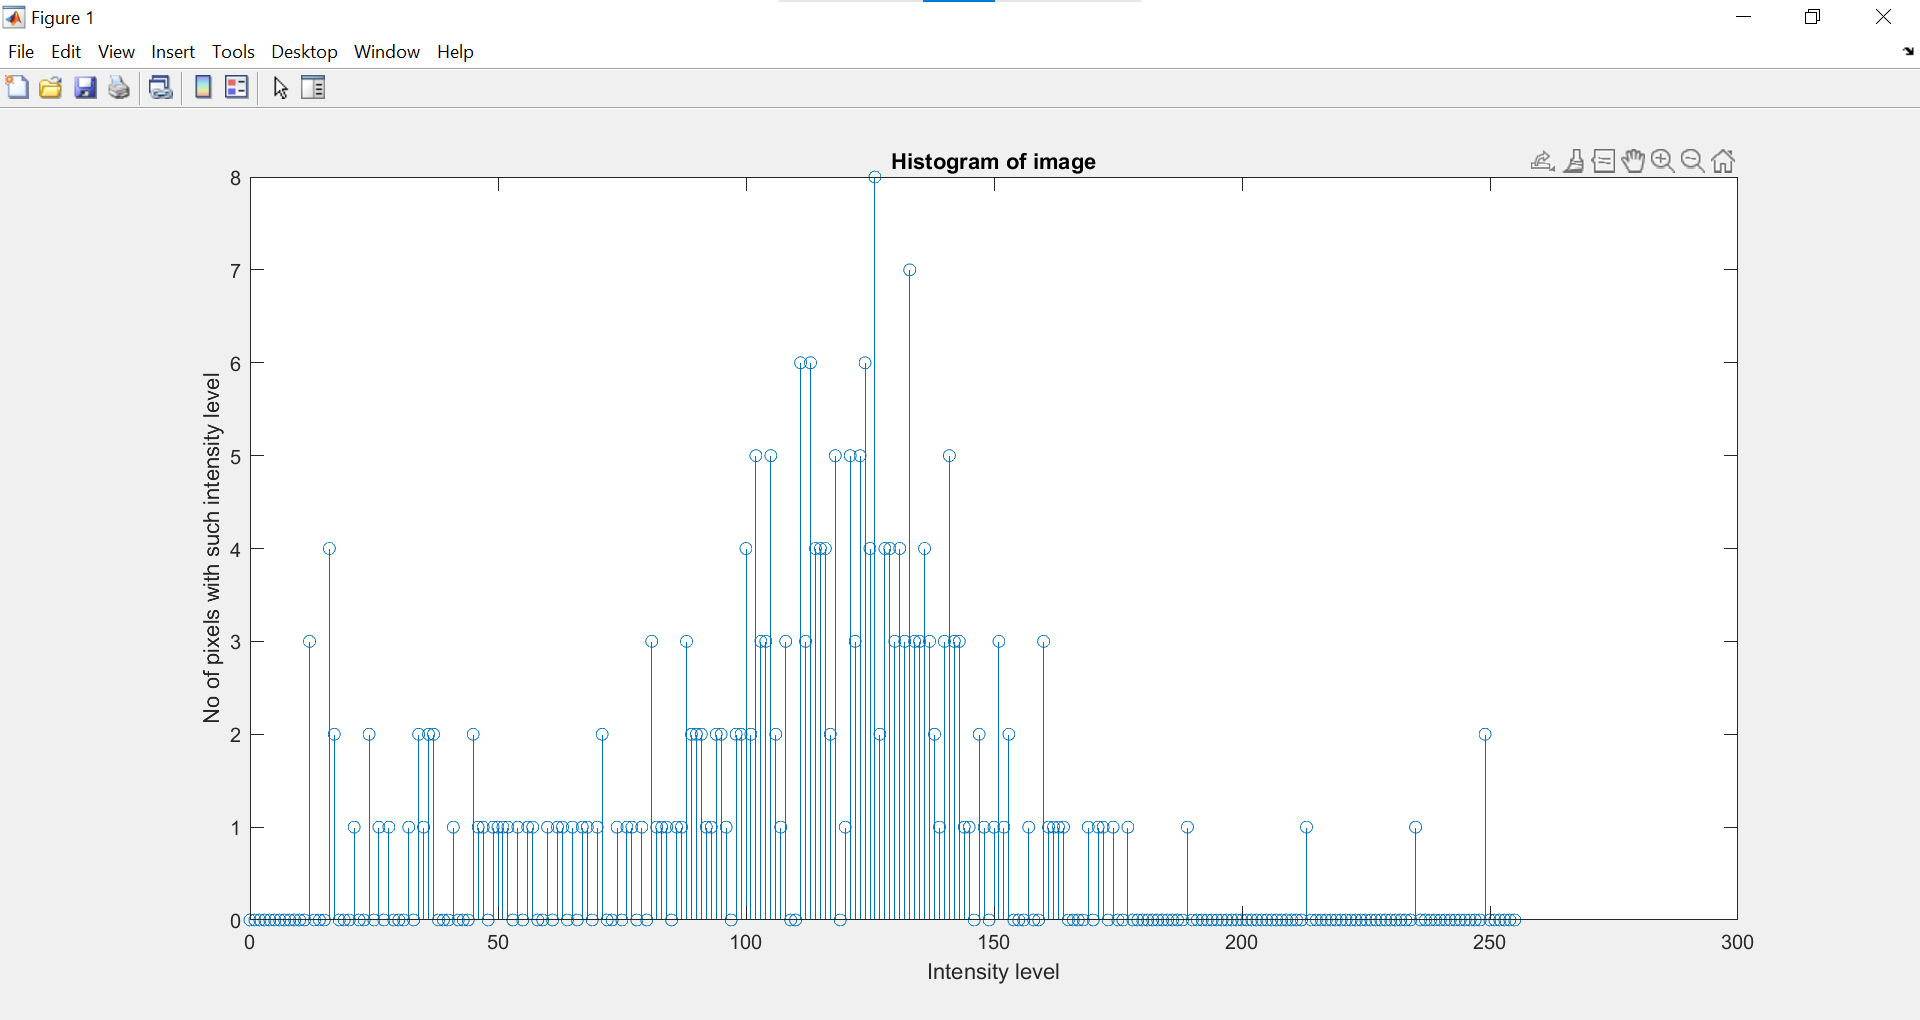 Figure 1
File Edit View Insert Tools Desktop Window Help
Histogram of image
8
7
6
5
4
3
2
1
0
No of pixels with such intensity level
0 50 100 150 200 250 300
Intensity level